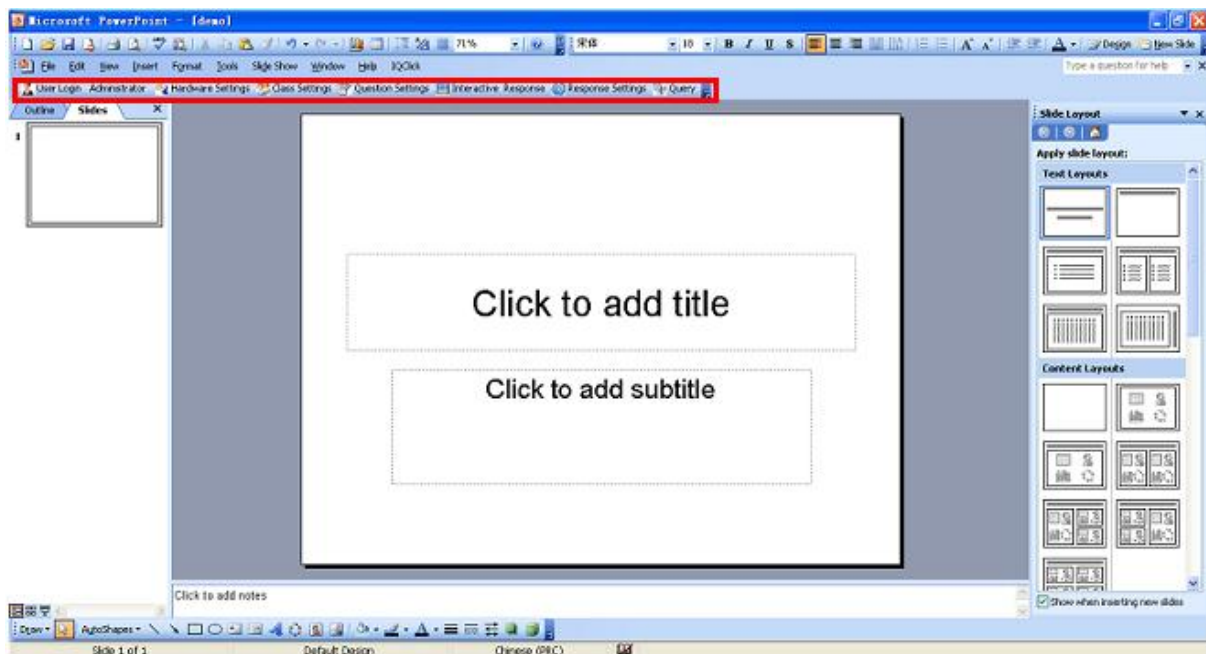 Microsoft PowerPoint - [demo]
71% 宋体 18 B I U S Design New Slide
File Edit View Insert Format Tools Slide Show Window Help IQClick Type a question for help
User Login Administrator Hardware Settings Class Settings Question Settings Interactive Response Response Settings Query
Outline Slides Slide Layout
1
Apply slide layout:
Text Layouts
Click to add title
Content Layouts
Click to add subtitle
Click to add notes
Show when inserting new slides
Draw AutoShapes
Slide 1 of 1 Default Design Chinese (PRC)